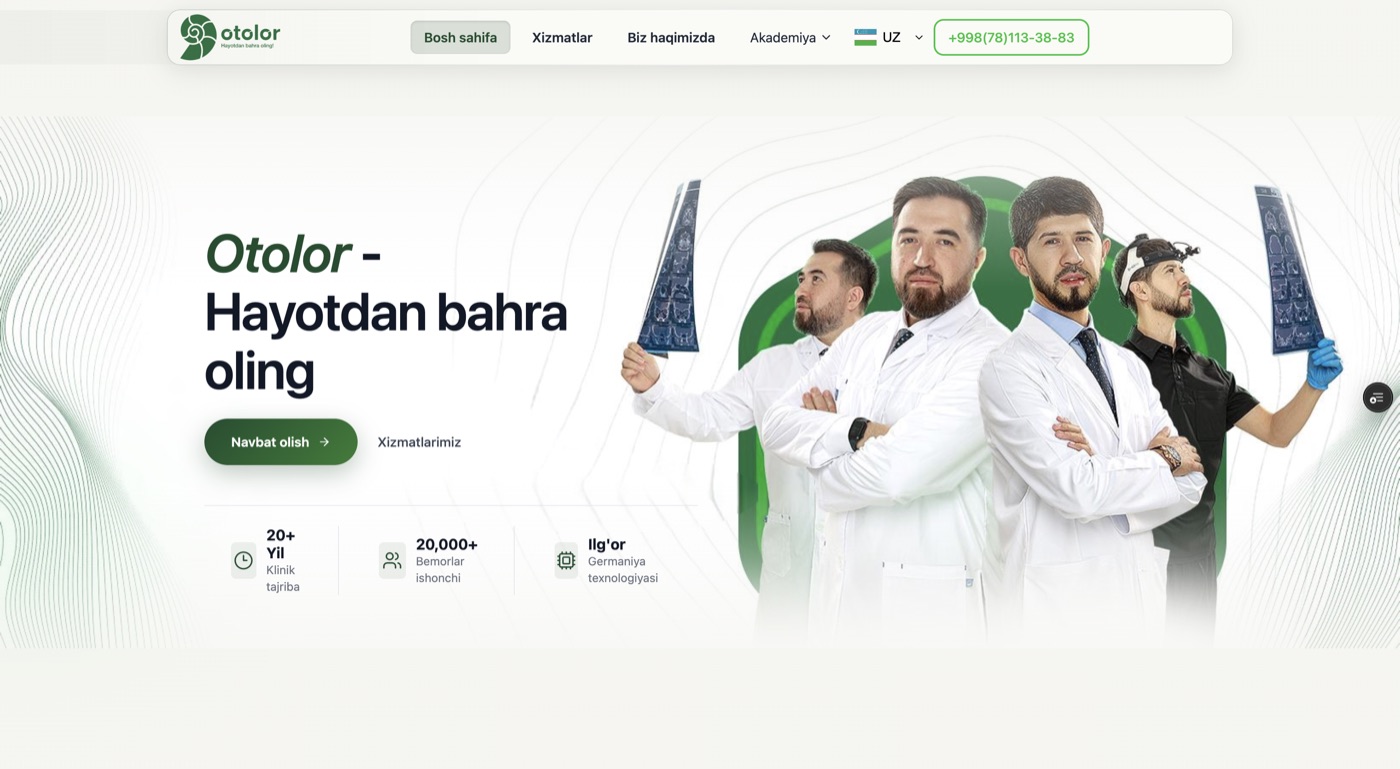 otolor
Hayotdan bahra oling!
Bosh sahifa
Xizmatlar
Biz haqimizda
Akademiya
UZ
+998(78)113-38-83
Otolor -
Hayotdan bahra
oling
Navbat olish →
Xizmatlarimiz
20+
Yil
Klinik
tajriba
20,000+
Bemorlar
ishonchi
Ilg'or
Germaniya
texnologiyasi